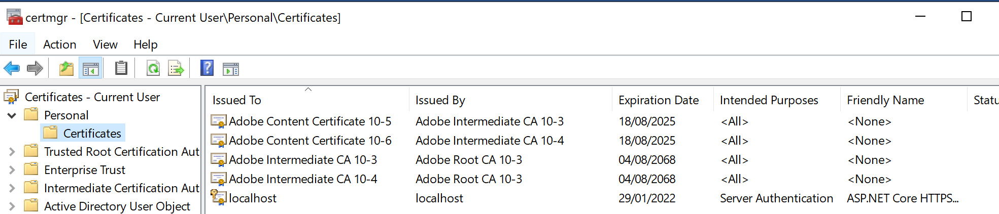 certmgr - [Certificates - Current User\Personal\Certificates]
File Action View Help
Certificates - Current User
Personal
Certificates
Trusted Root Certification Aut
Enterprise Trust
Intermediate Certification Aut
Active Directory User Object
Issued To Issued By Expiration Date Intended Purposes Friendly Name Statu
Adobe Content Certificate 10-5 Adobe Intermediate CA 10-3 18/08/2025 <All> <None>
Adobe Content Certificate 10-6 Adobe Intermediate CA 10-4 18/08/2025 <All> <None>
Adobe Intermediate CA 10-3 Adobe Root CA 10-3 04/08/2068 <All> <None>
Adobe Intermediate CA 10-4 Adobe Root CA 10-3 04/08/2068 <All> <None>
localhost localhost 29/01/2022 Server Authentication ASP.NET Core HTTPS...